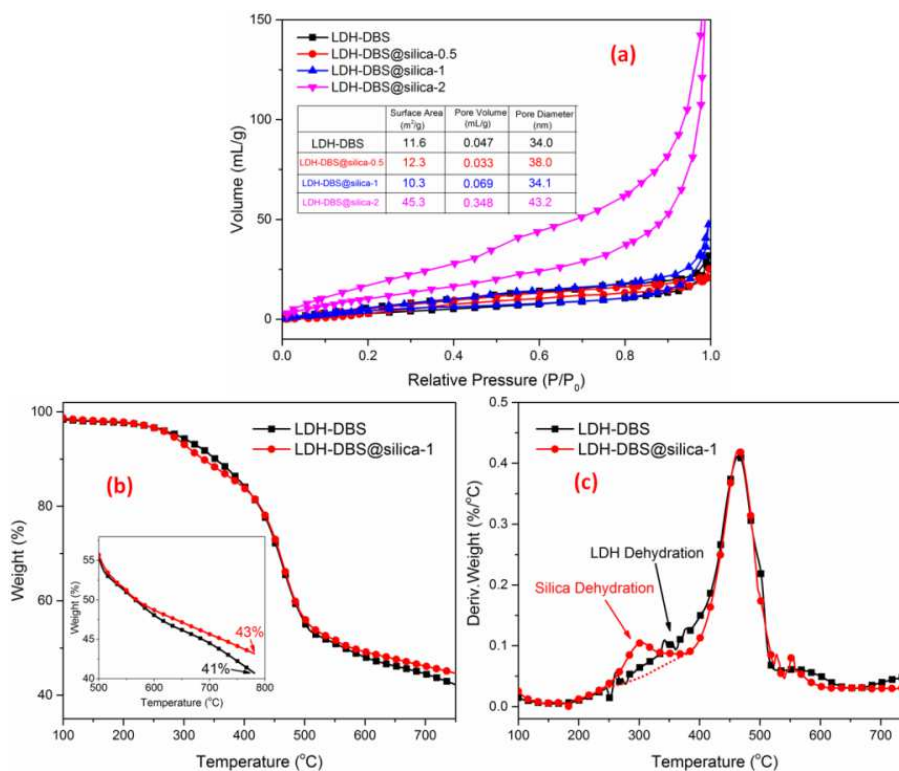 150
100
50
0
Volume (mL/g)
LDH-DBS
LDH-DBS@silica-0.5
LDH-DBS@silica-1
LDH-DBS@silica-2
(a)
Surface Area (m²/g) Pore Volume (mL/g) Pore Diameter (nm)
LDH-DBS 11.6 0.047 34.0
LDH-DBS@silica-0.5 12.3 0.033 38.0
LDH-DBS@silica-1 10.3 0.069 34.1
LDH-DBS@silica-2 45.3 0.348 43.2
0.0 0.2 0.4 0.6 0.8 1.0
Relative Pressure (P/P₀)
100
80
60
40
Weight (%)
LDH-DBS
LDH-DBS@silica-1
(b)
55
50
45
40
Weight (%)
43%
41%
500 600 700 800
Temperature (°C)
100 200 300 400 500 600 700
Temperature (°C)
0.5
0.4
0.3
0.2
0.1
0.0
Deriv.Weight (%/°C)
LDH-DBS
LDH-DBS@silica-1
(c)
LDH Dehydration
Silica Dehydration
100 200 300 400 500 600 700
Temperature (°C)